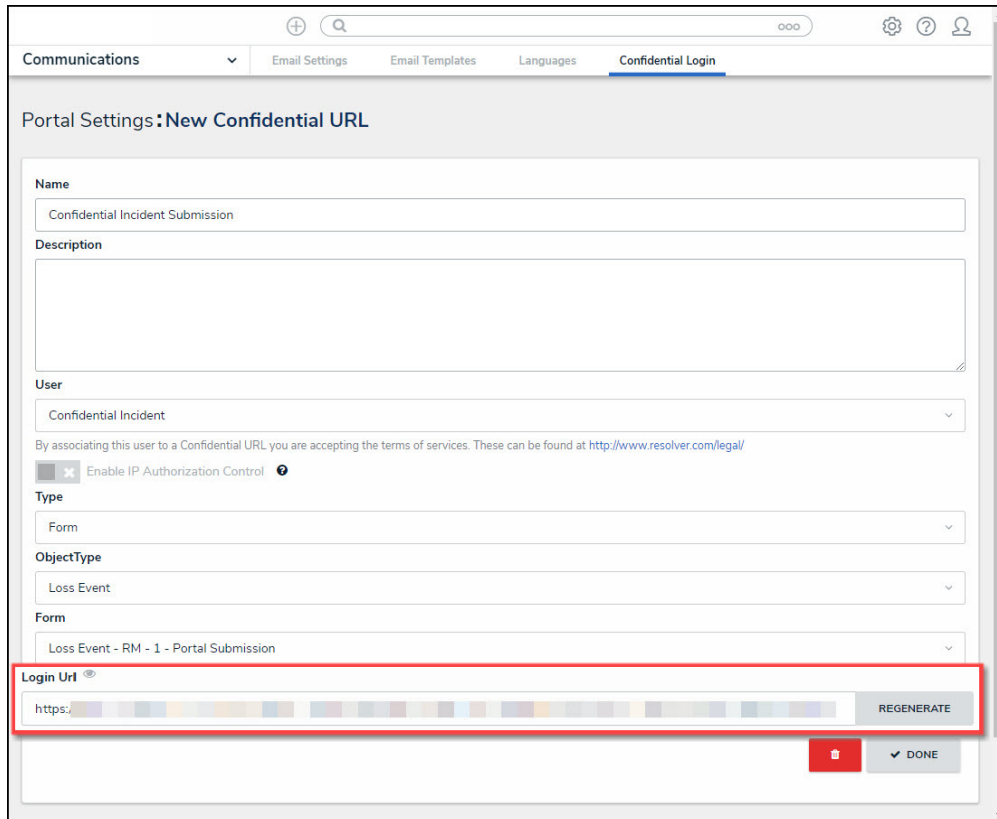 ooo
Communications Email Settings Email Templates Languages Confidential Login
Portal Settings:New Confidential URL
Name
Confidential Incident Submission
Description
User
Confidential Incident
By associating this user to a Confidential URL you are accepting the terms of services. These can be found at http://www.resolver.com/legal/
Enable IP Authorization Control ?
Type
Form
ObjectType
Loss Event
Form
Loss Event - RM - 1 - Portal Submission
Login Url
https:/ REGENERATE
DONE